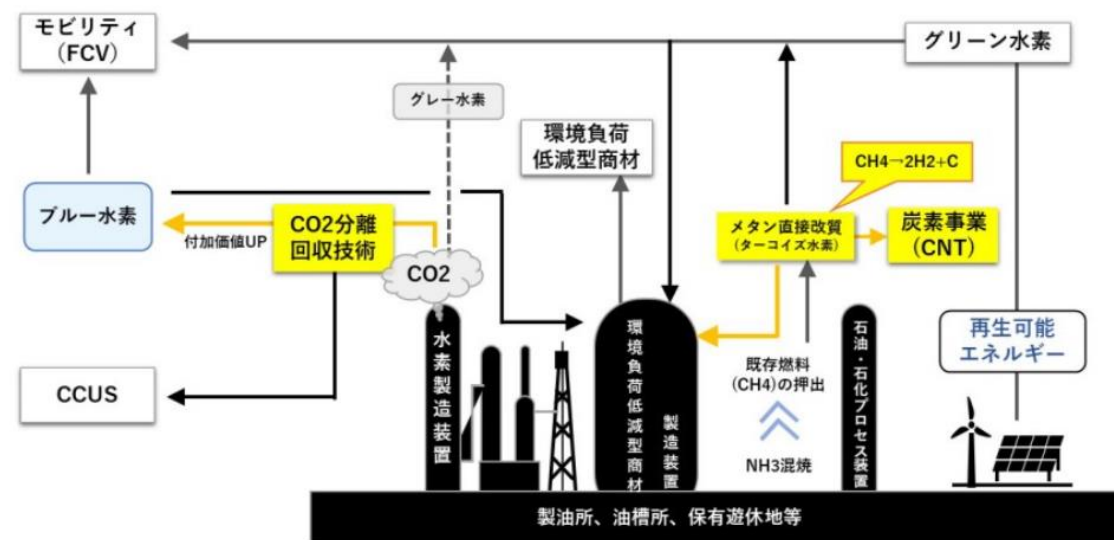 モビリティ
(FCV)
グリーン水素
グレー水素
環境負荷
低減型商材
CH4→2H2+C
ブルー水素
付加価値UP
CO2分離
回収技術
CO2
メタン直接改質
(ターコイズ水素)
炭素事業
(CNT)
再生可能
エネルギー
CCUS
水素製造装置
環境負荷低減型商材
製造装置
既存燃料
(CH4)の押出
NH3混焼
石油・石化プロセス装置
製油所、油槽所、保有遊休地等